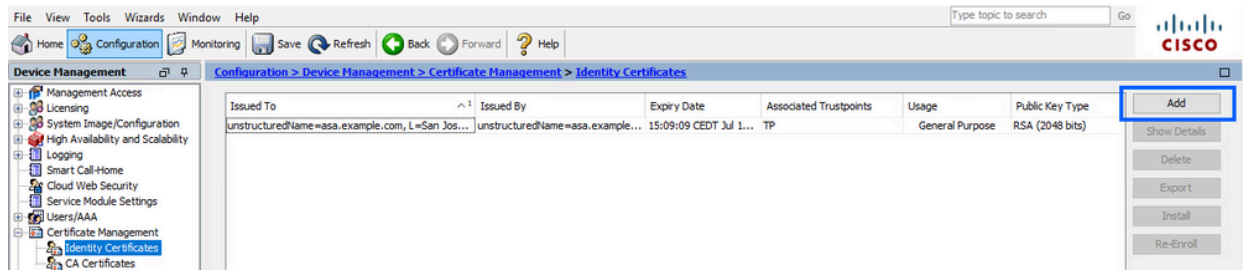 File View Tools Wizards Window Help
Type topic to search Go
Home Configuration Monitoring Save Refresh Back Forward Help
CISCO
Device Management
Configuration > Device Management > Certificate Management > Identity Certificates
Management Access
Licensing
System Image/Configuration
High Availability and Scalability
Logging
Smart Call-Home
Cloud Web Security
Service Module Settings
Users/AAA
Certificate Management
Identity Certificates
CA Certificates
Issued To 1 Issued By Expiry Date Associated Trustpoints Usage Public Key Type
unstructuredName=asa.example.com, L=San Jos... unstructuredName=asa.example... 15:09:09 CEDT Jul 1... TP General Purpose RSA (2048 bits)
Add
Show Details
Delete
Export
Install
Re-Enroll